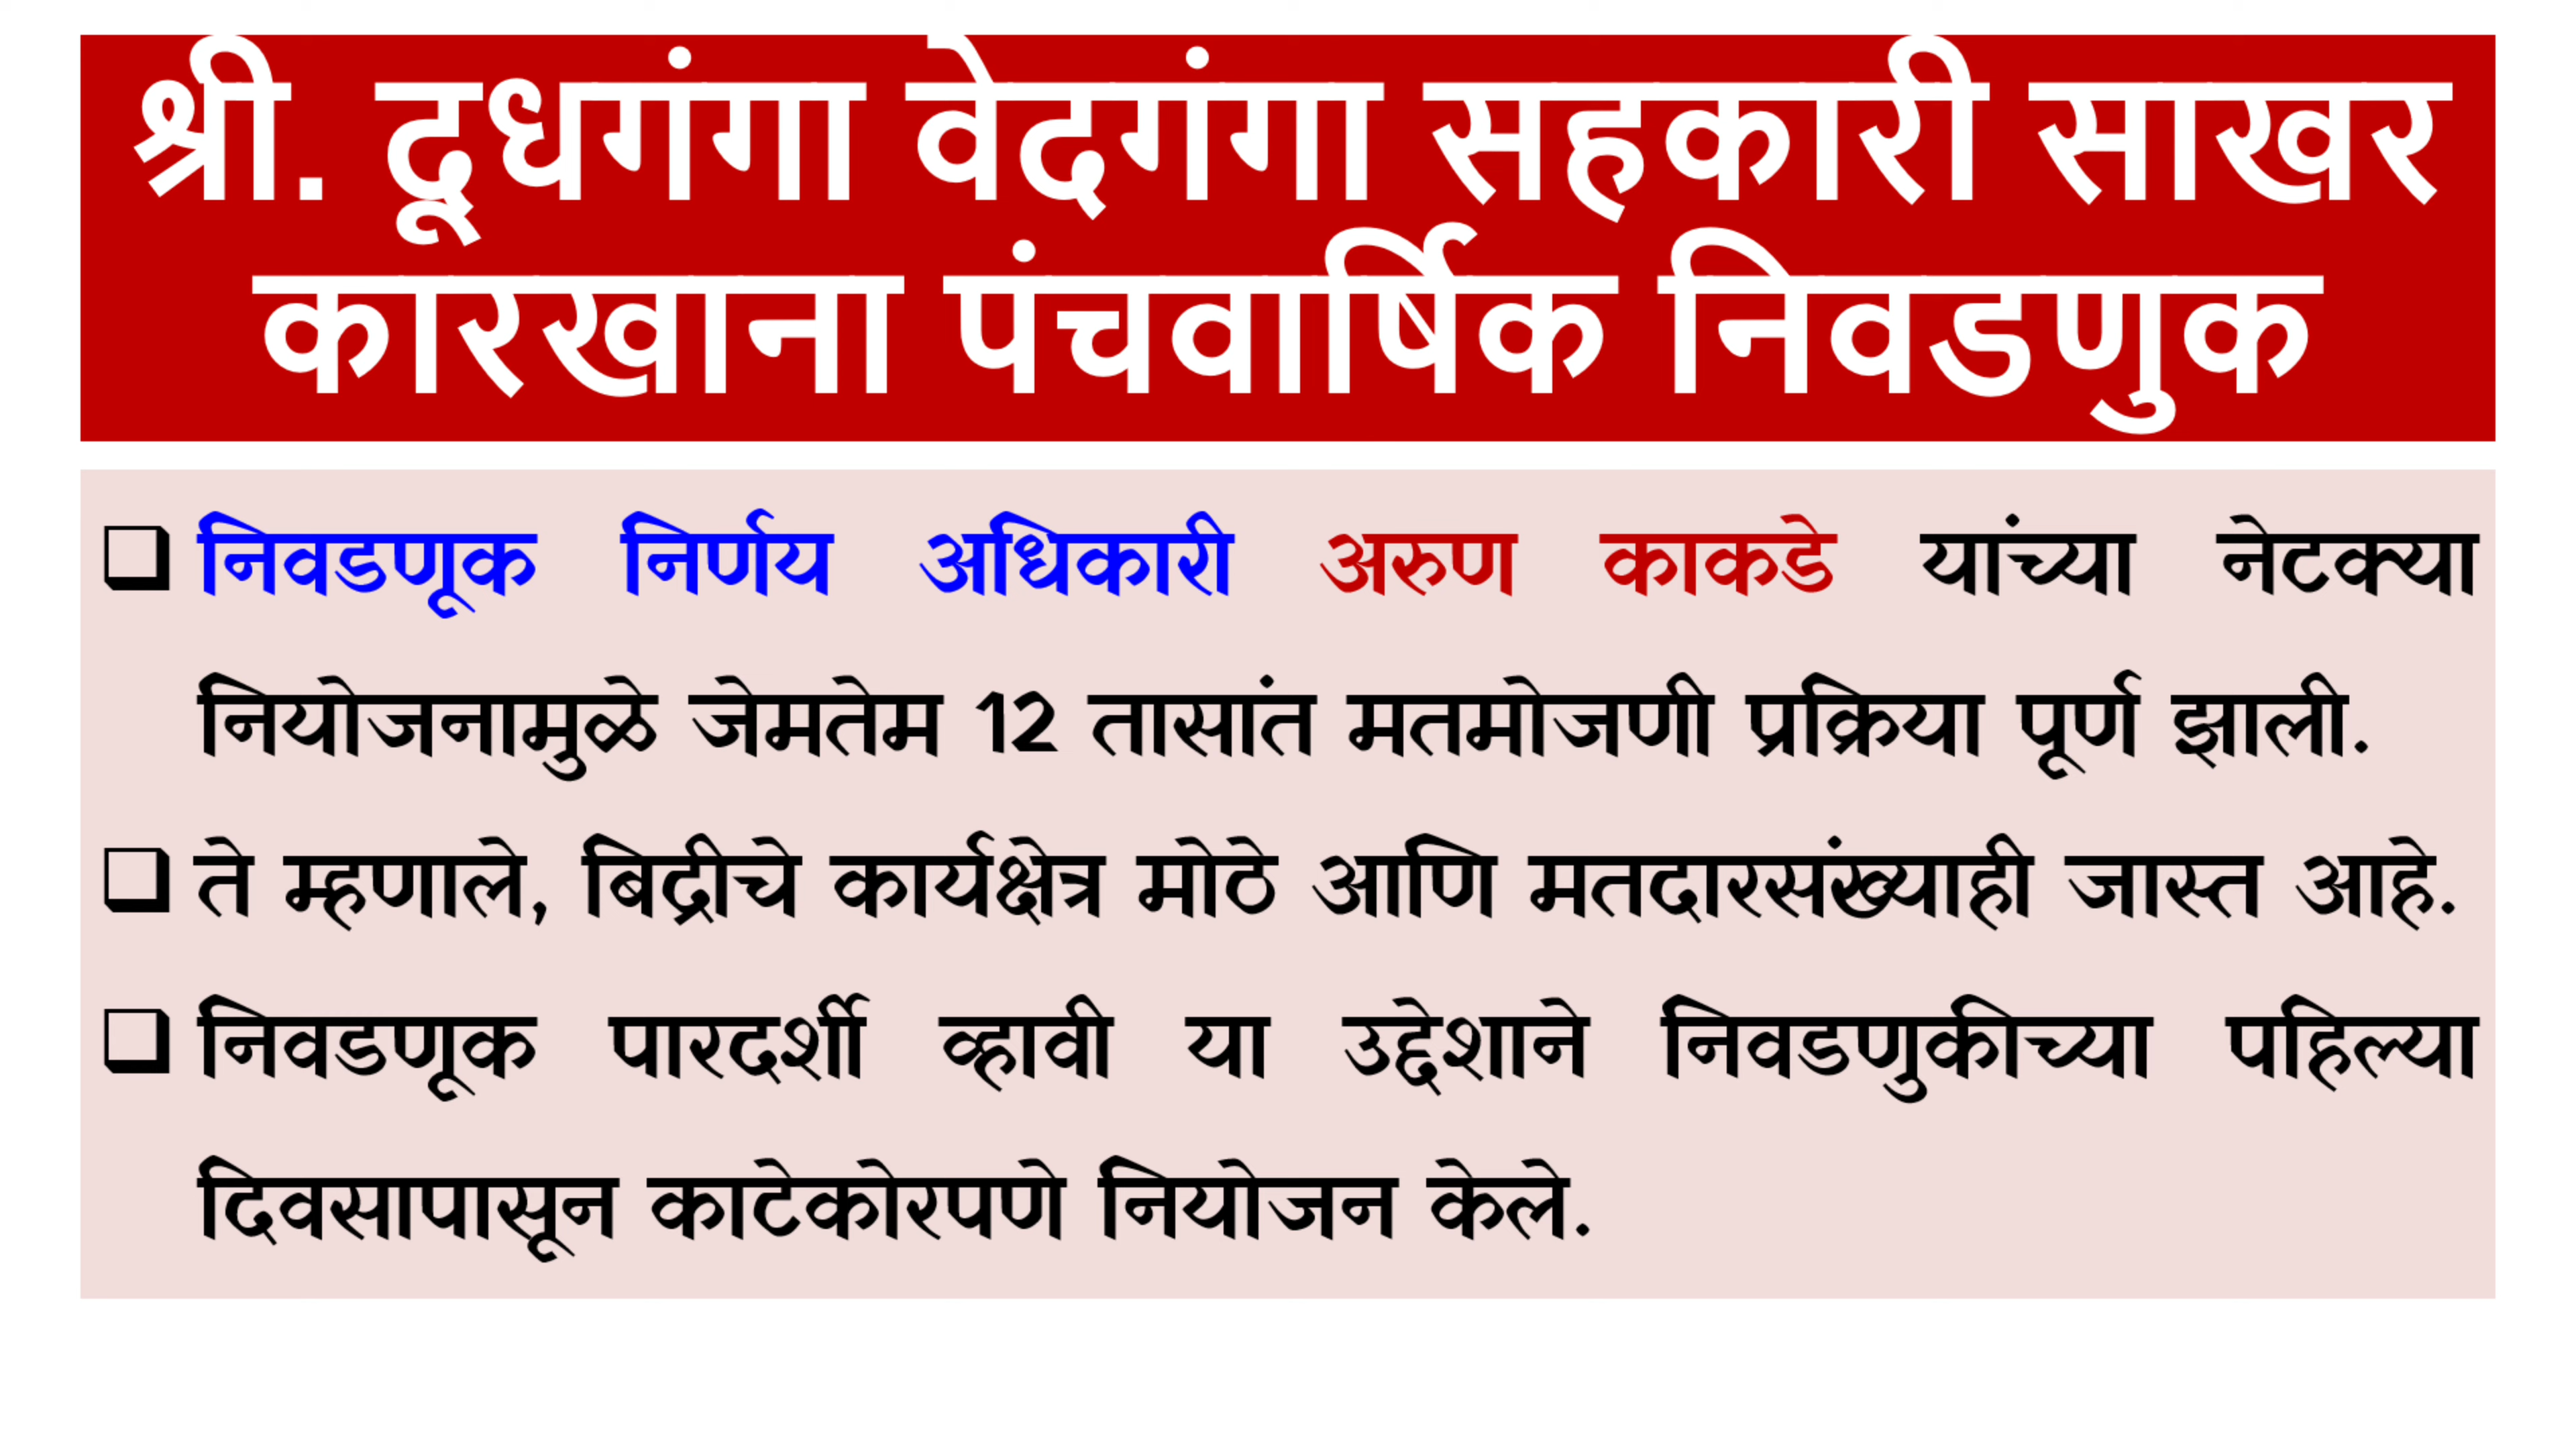 श्री. दूधगंगा वेदगंगा सहकारी साखर
कारखाना पंचवार्षिक निवडणुक
निवडणूक निर्णय अधिकारी अरुण काकडे यांच्या नेटक्या
नियोजनामुळे जेमतेम 12 तासांत मतमोजणी प्रक्रिया पूर्ण झाली.
ते म्हणाले, बिद्रीचे कार्यक्षेत्र मोठे आणि मतदारसंख्याही जास्त आहे.
निवडणूक पारदर्शी व्हावी या उद्देशाने निवडणुकीच्या पहिल्या
दिवसापासून काटेकोरपणे नियोजन केले.